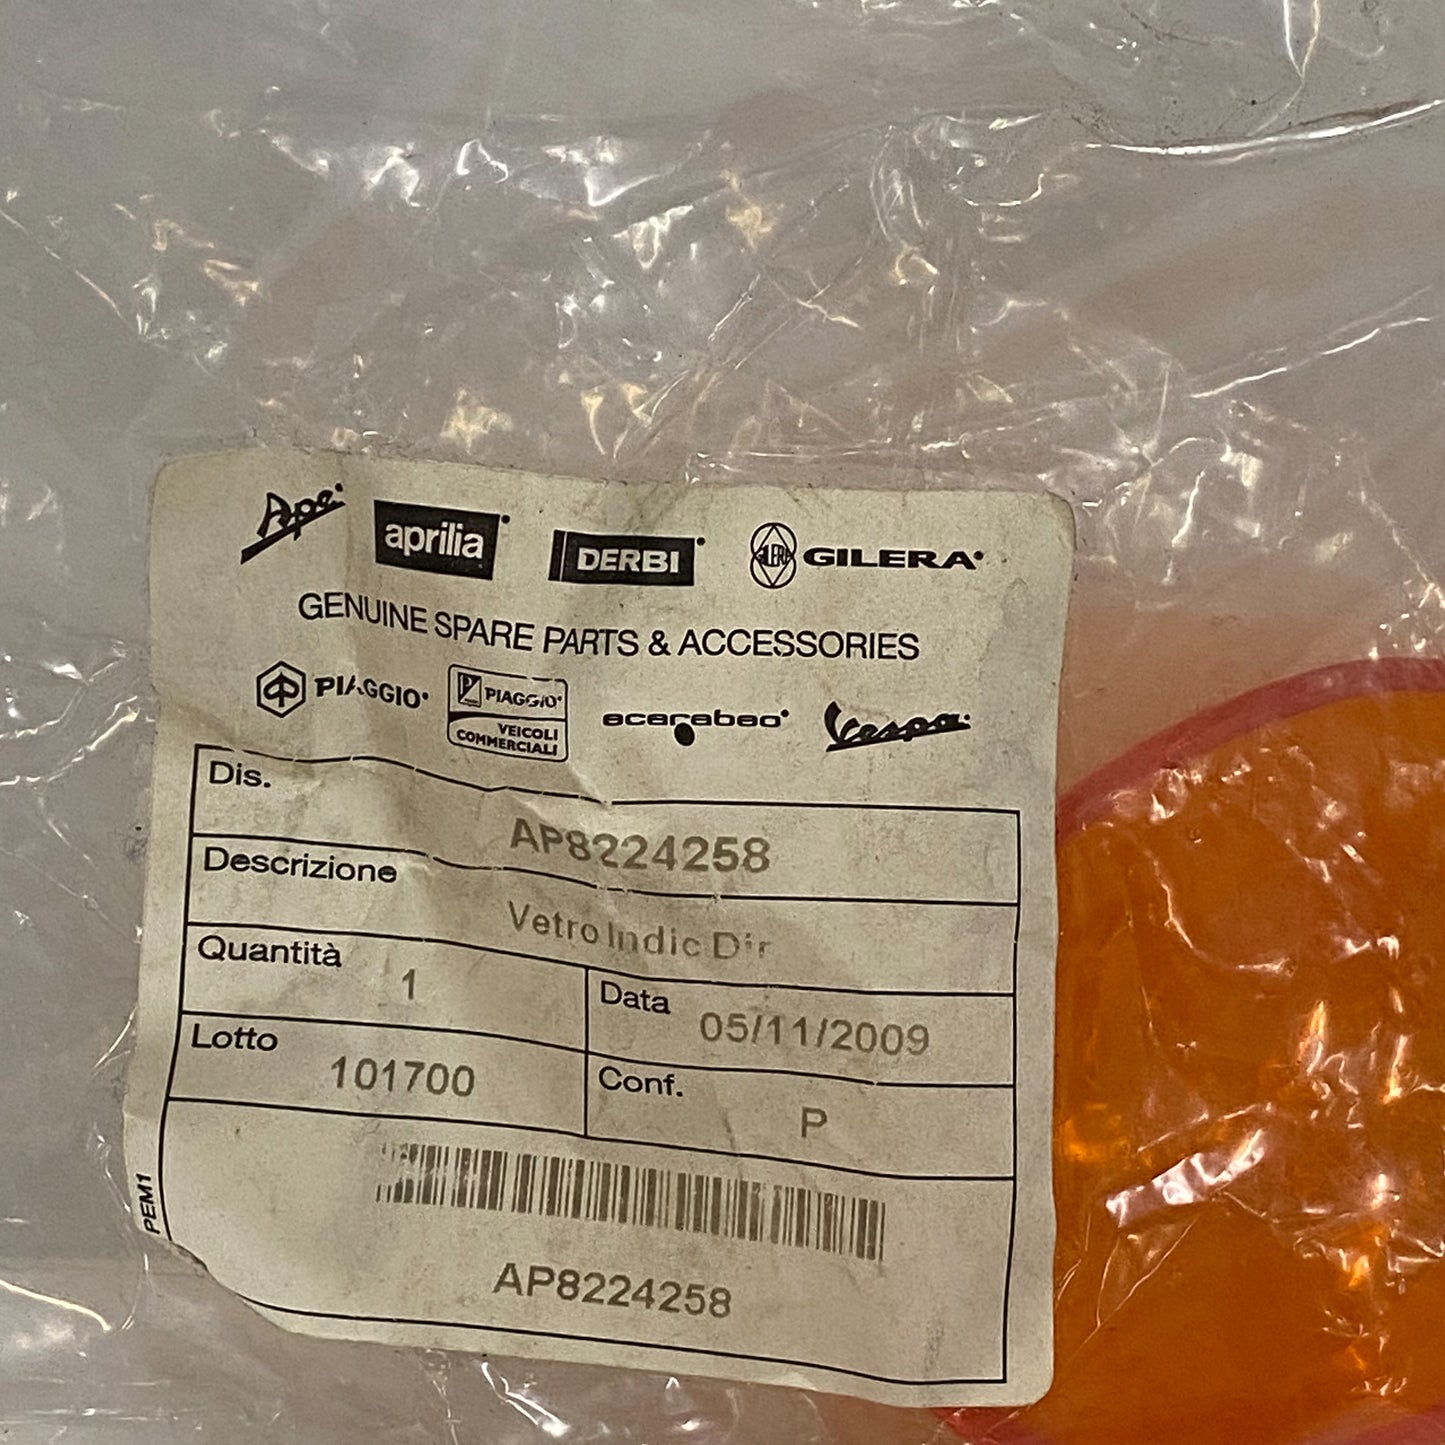 Ape
aprilia DERBI GILERA GILERA
GENUINE SPARE PARTS & ACCESSORIES
PIAGGIO P PIAGGIO scarabeo Vespa
VEICOLI
COMMERCIALI
Dis.
AP8224258
Descrizione
Vetro Indic Dir
Quantità
1
Data
05/11/2009
Lotto
101700
Conf.
P
PEM1
AP8224258